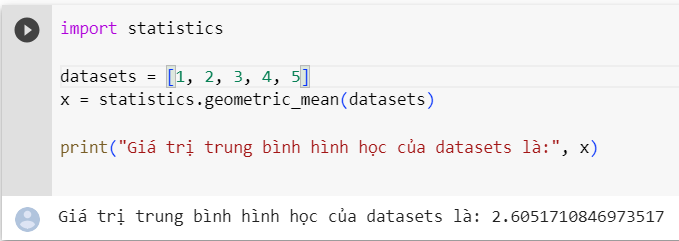 import statistics
datasets = [1, 2, 3, 4, 5]
x = statistics.geometric_mean(datasets)
print("Giá trị trung bình hình học của datasets là:", x)
Giá trị trung bình hình học của datasets là: 2.6051710846973517